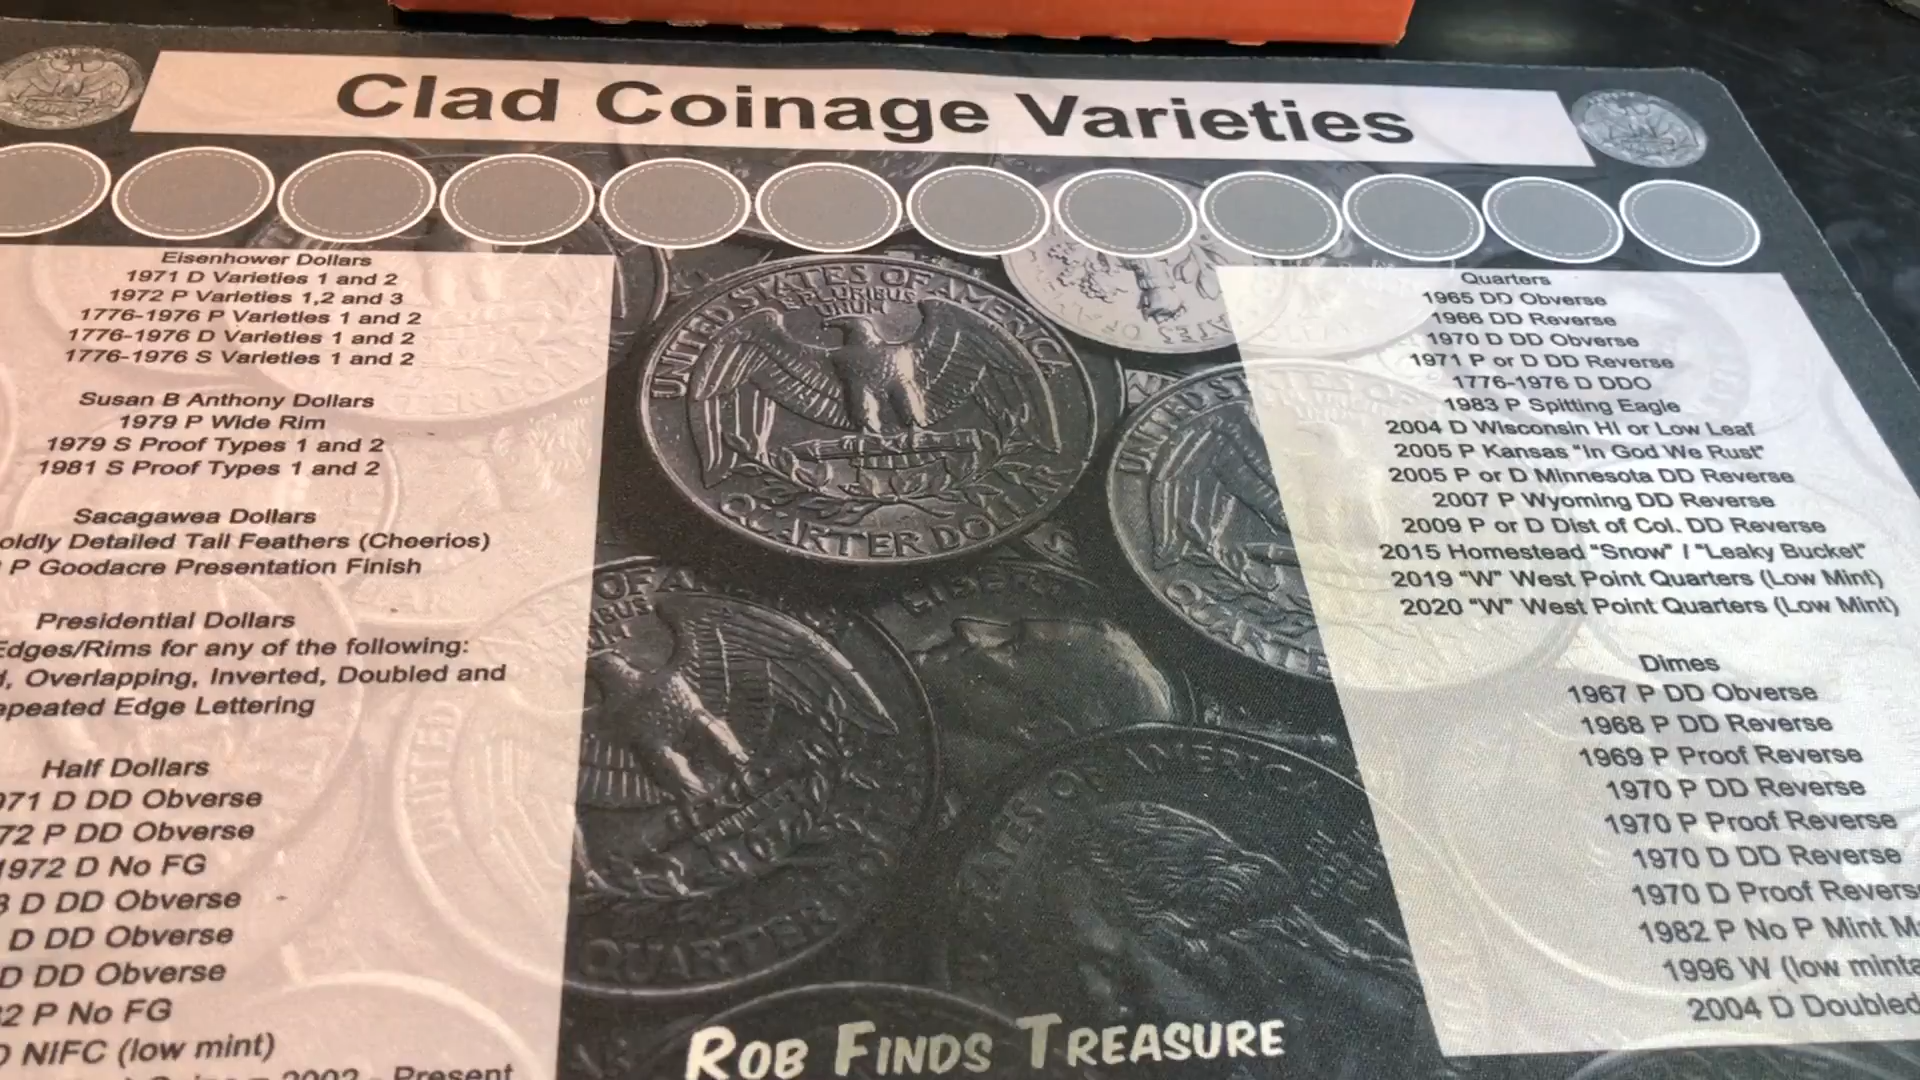 Clad Coinage Varieties
Eisenhower Dollars
1971 D Varieties 1 and 2
1972 P Varieties 1,2 and 3
1776-1976 P Varieties 1 and 2
1776-1976 D Varieties 1 and 2
1776-1976 S Varieties 1 and 2
Susan B Anthony Dollars
1979 P Wide Rim
1979 S Proof Types 1 and 2
1981 S Proof Types 1 and 2
Sacagawea Dollars
oldly Detailed Tail Feathers (Cheerios)
P Goodacre Presentation Finish
Presidential Dollars
Edges/Rims for any of the following:
Overlapping, Inverted, Doubled and
epeated Edge Lettering
Half Dollars
971 D DD Obverse
72 P DD Obverse
1972 D No FG
D DD Obverse
D DD Obverse
D DD Obverse
2 P No FG
D NIFC (low mint)
2002 - Present
UNITED STATES OF AMERICA
E PLURIBUS
UNUM
QUARTER DOLLAR
LIBERTY
QUARTER
Quarters
1965 DD Obverse
1966 DD Reverse
1970 D DD Obverse
1971 P or D DD Reverse
1776-1976 D DDO
1983 P Spitting Eagle
2004 D Wisconsin HI or Low Leaf
2005 P Kansas "In God We Rust"
2005 P or D Minnesota DD Reverse
2007 P Wyoming DD Reverse
2009 P or D Dist of Col. DD Reverse
2015 Homestead "Snow" / "Leaky Bucket"
2019 "W" West Point Quarters (Low Mint)
2020 "W" West Point Quarters (Low Mint)
Dimes
1967 P DD Obverse
1968 P DD Reverse
1969 P Proof Reverse
1970 P DD Reverse
1970 P Proof Reverse
1970 D DD Reverse
1970 D Proof Revers
1982 P No P Mint M
1996 W (low minta
2004 D Doubled
ROB FINDS TREASURE